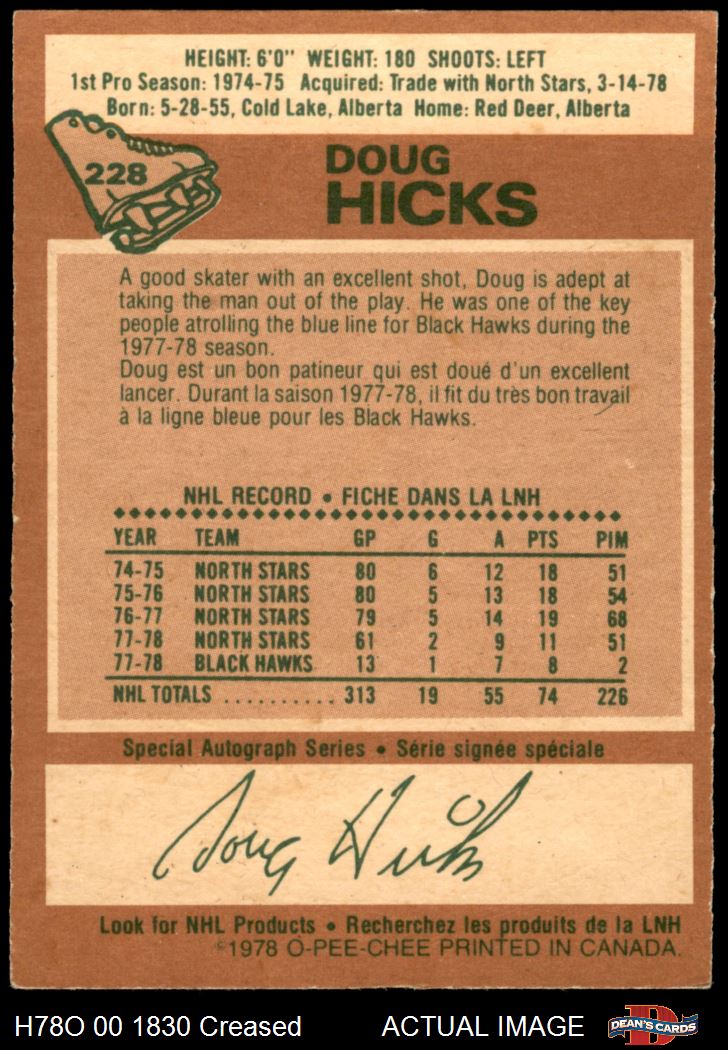 HEIGHT: 6'0" WEIGHT: 180 SHOOTS: LEFT
1st Pro Season: 1974-75 Acquired: Trade with North Stars, 3-14-78
Born: 5-28-55, Cold Lake, Alberta Home: Red Deer, Alberta
228
DOUG
HICKS
A good skater with an excellent shot, Doug is adept at
taking the man out of the play. He was one of the key
people atrolling the blue line for Black Hawks during the
1977-78 season.
Doug est un bon patineur qui est doué d'un excellent
lancer. Durant la saison 1977-78, il fit du très bon travail
à la ligne bleue pour les Black Hawks.
NHL RECORD • FICHE DANS LA LNH
YEAR TEAM GP G A PTS PIM
74-75 NORTH STARS 80 6 12 18 51
75-76 NORTH STARS 80 5 13 18 54
76-77 NORTH STARS 79 5 14 19 68
77-78 NORTH STARS 61 2 9 11 51
77-78 BLACK HAWKS 13 1 7 8 2
NHL TOTALS .......... 313 19 55 74 226
Special Autograph Series • Série signée spéciale
Doug Hicks
Look for NHL Products • Recherchez les produits de la LNH
©1978 O-PEE-CHEE PRINTED IN CANADA.
H78O 00 1830 Creased ACTUAL IMAGE
D
DEAN'S CARDS